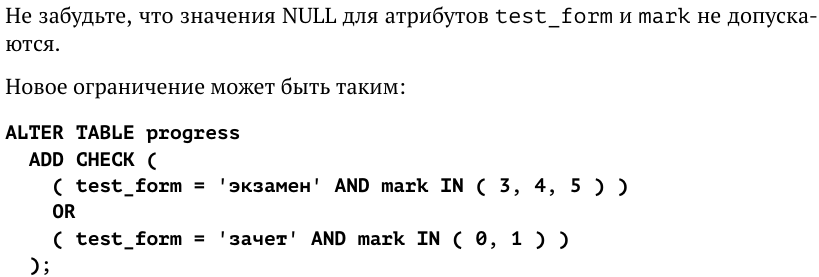 Не забудьте, что значения NULL для атрибутов test_form и mark не допуска-
ются.
Новое ограничение может быть таким:
ALTER TABLE progress
  ADD CHECK (
    ( test_form = 'экзамен' AND mark IN ( 3, 4, 5 ) )
    OR
    ( test_form = 'зачет' AND mark IN ( 0, 1 ) )
  );